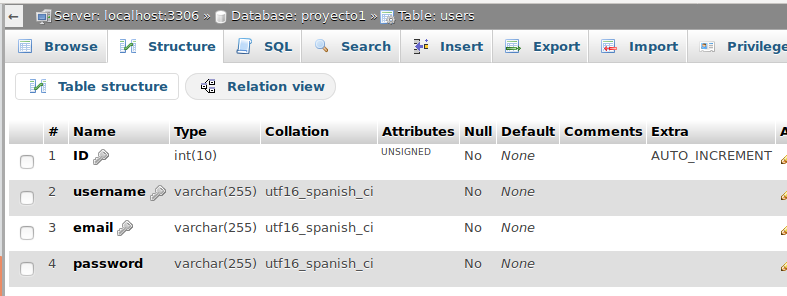 ← Server: localhost:3306 » Database: proyecto1 » Table: users
Browse Structure SQL Search Insert Export Import Privilege
Table structure Relation view
# Name Type Collation Attributes Null Default Comments Extra A
1 ID int(10) UNSIGNED No None AUTO_INCREMENT
2 username varchar(255) utf16_spanish_ci No None
3 email varchar(255) utf16_spanish_ci No None
4 password varchar(255) utf16_spanish_ci No None